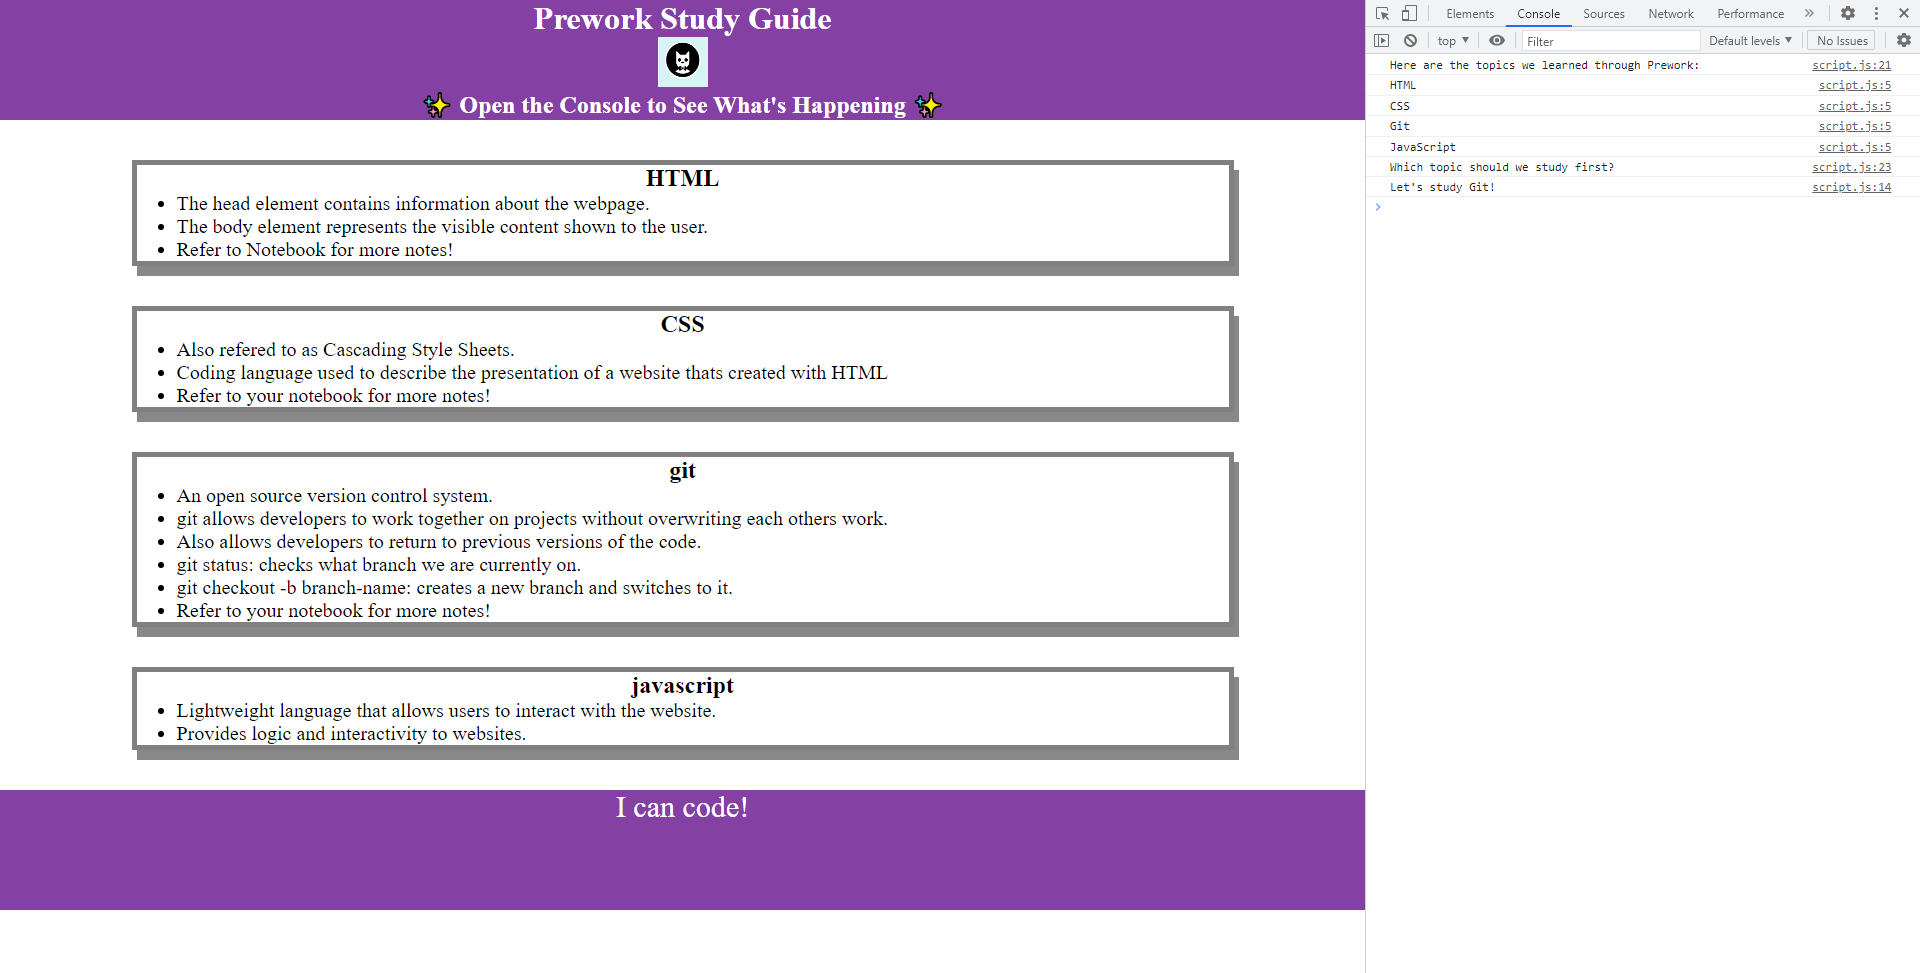 Prework Study Guide
✨ Open the Console to See What's Happening ✨
HTML
The head element contains information about the webpage.
The body element represents the visible content shown to the user.
Refer to Notebook for more notes!
CSS
Also refered to as Cascading Style Sheets.
Coding language used to describe the presentation of a website thats created with HTML
Refer to your notebook for more notes!
git
An open source version control system.
git allows developers to work together on projects without overwriting each others work.
Also allows developers to return to previous versions of the code.
git status: checks what branch we are currently on.
git checkout -b branch-name: creates a new branch and switches to it.
Refer to your notebook for more notes!
javascript
Lightweight language that allows users to interact with the website.
Provides logic and interactivity to websites.
I can code!
Elements Console Sources Network Performance »
top Filter Default levels No Issues
Here are the topics we learned through Prework: script.js:21
HTML script.js:5
CSS script.js:5
Git script.js:5
JavaScript script.js:5
Which topic should we study first? script.js:23
Let's study Git! script.js:14